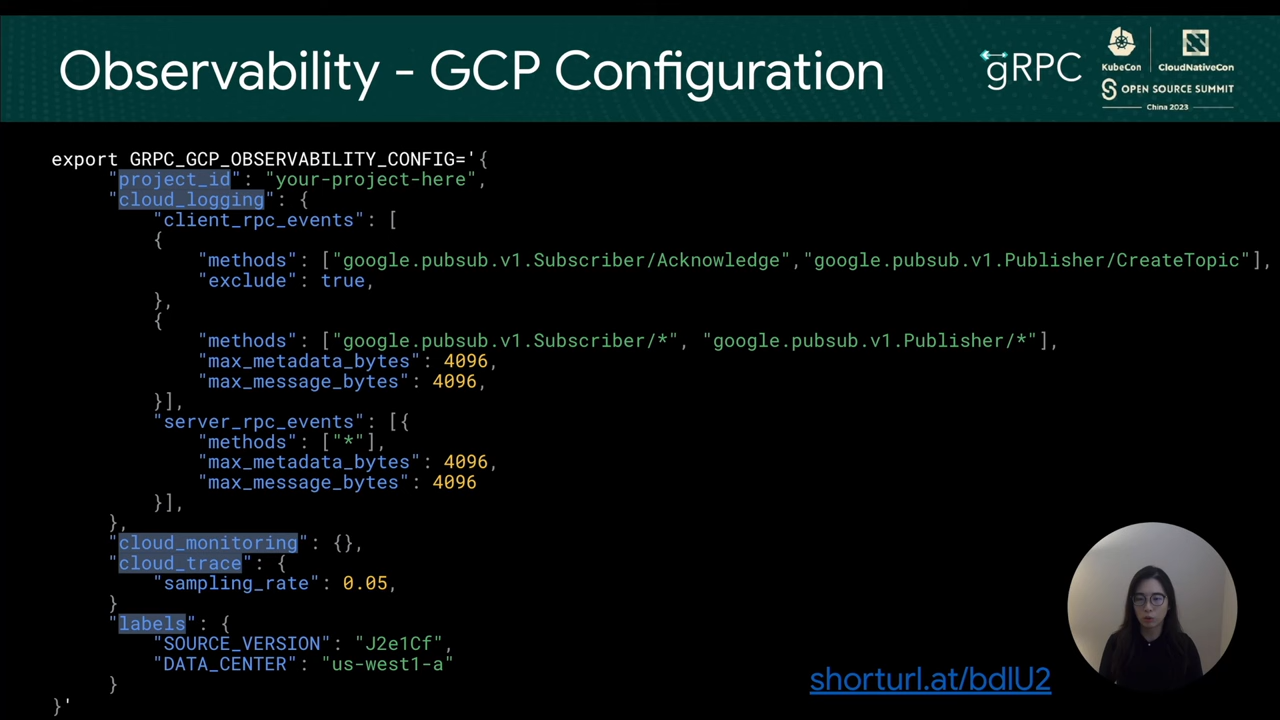 Observability - GCP Configuration
gRPC
KubeCon
CloudNativeCon
OPEN SOURCE SUMMIT
China 2023
export GRPC_GCP_OBSERVABILITY_CONFIG='{
"project_id": "your-project-here",
"cloud_logging": {
"client_rpc_events": [
{
"methods": ["google.pubsub.v1.Subscriber/Acknowledge","google.pubsub.v1.Publisher/CreateTopic"],
"exclude": true,
},
{
"methods": ["google.pubsub.v1.Subscriber/*", "google.pubsub.v1.Publisher/*"],
"max_metadata_bytes": 4096,
"max_message_bytes": 4096,
}],
"server_rpc_events": [{
"methods": ["*"],
"max_metadata_bytes": 4096,
"max_message_bytes": 4096
}],
},
"cloud_monitoring": {},
"cloud_trace": {
"sampling_rate": 0.05,
}
"labels": {
"SOURCE_VERSION": "J2e1Cf",
"DATA_CENTER": "us-west1-a"
}
}'
shorturl.at/bdlU2